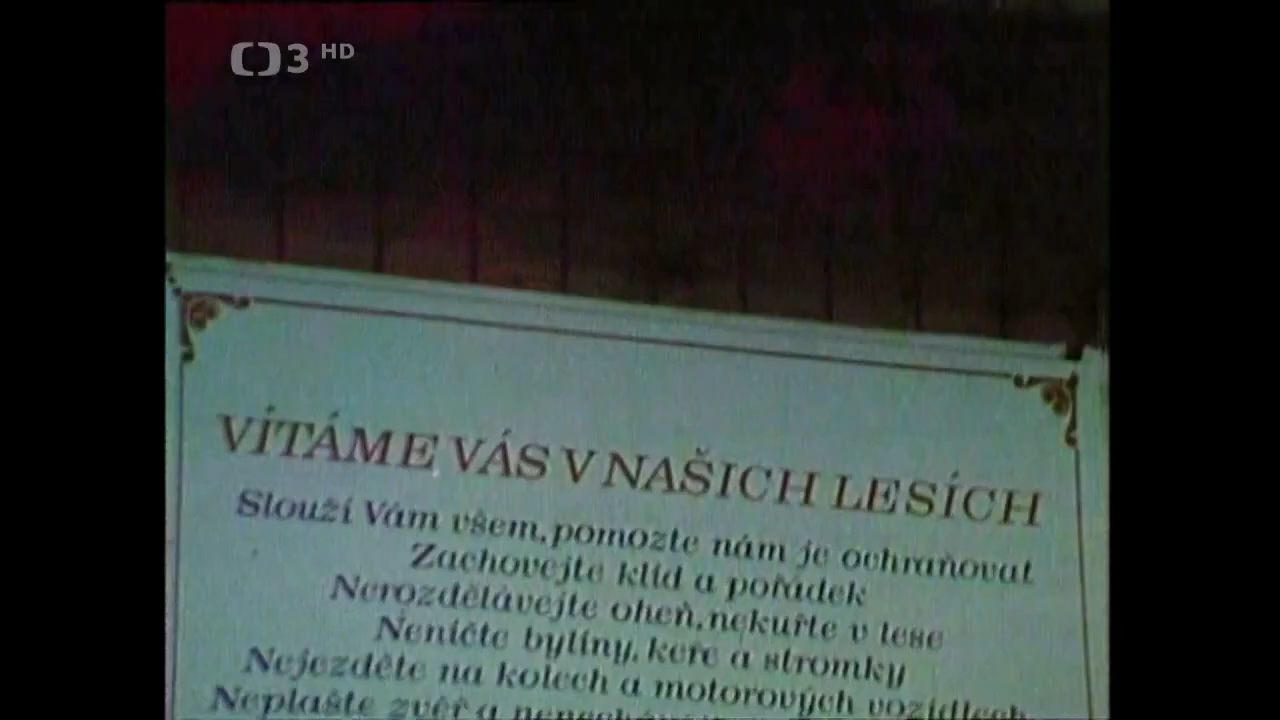 3 HD
VÍTÁME VÁS V NAŠICH LESÍCH
Slouží Vám všem, pomozte nám je ochraňovat
Zachovejte klid a pořádek
Nerozdělávejte oheň, nekuřte v lese
Neničte byliny, keře a stromky
Nejezděte na kolech a motorových vozidlech
Neplašte zvěř a